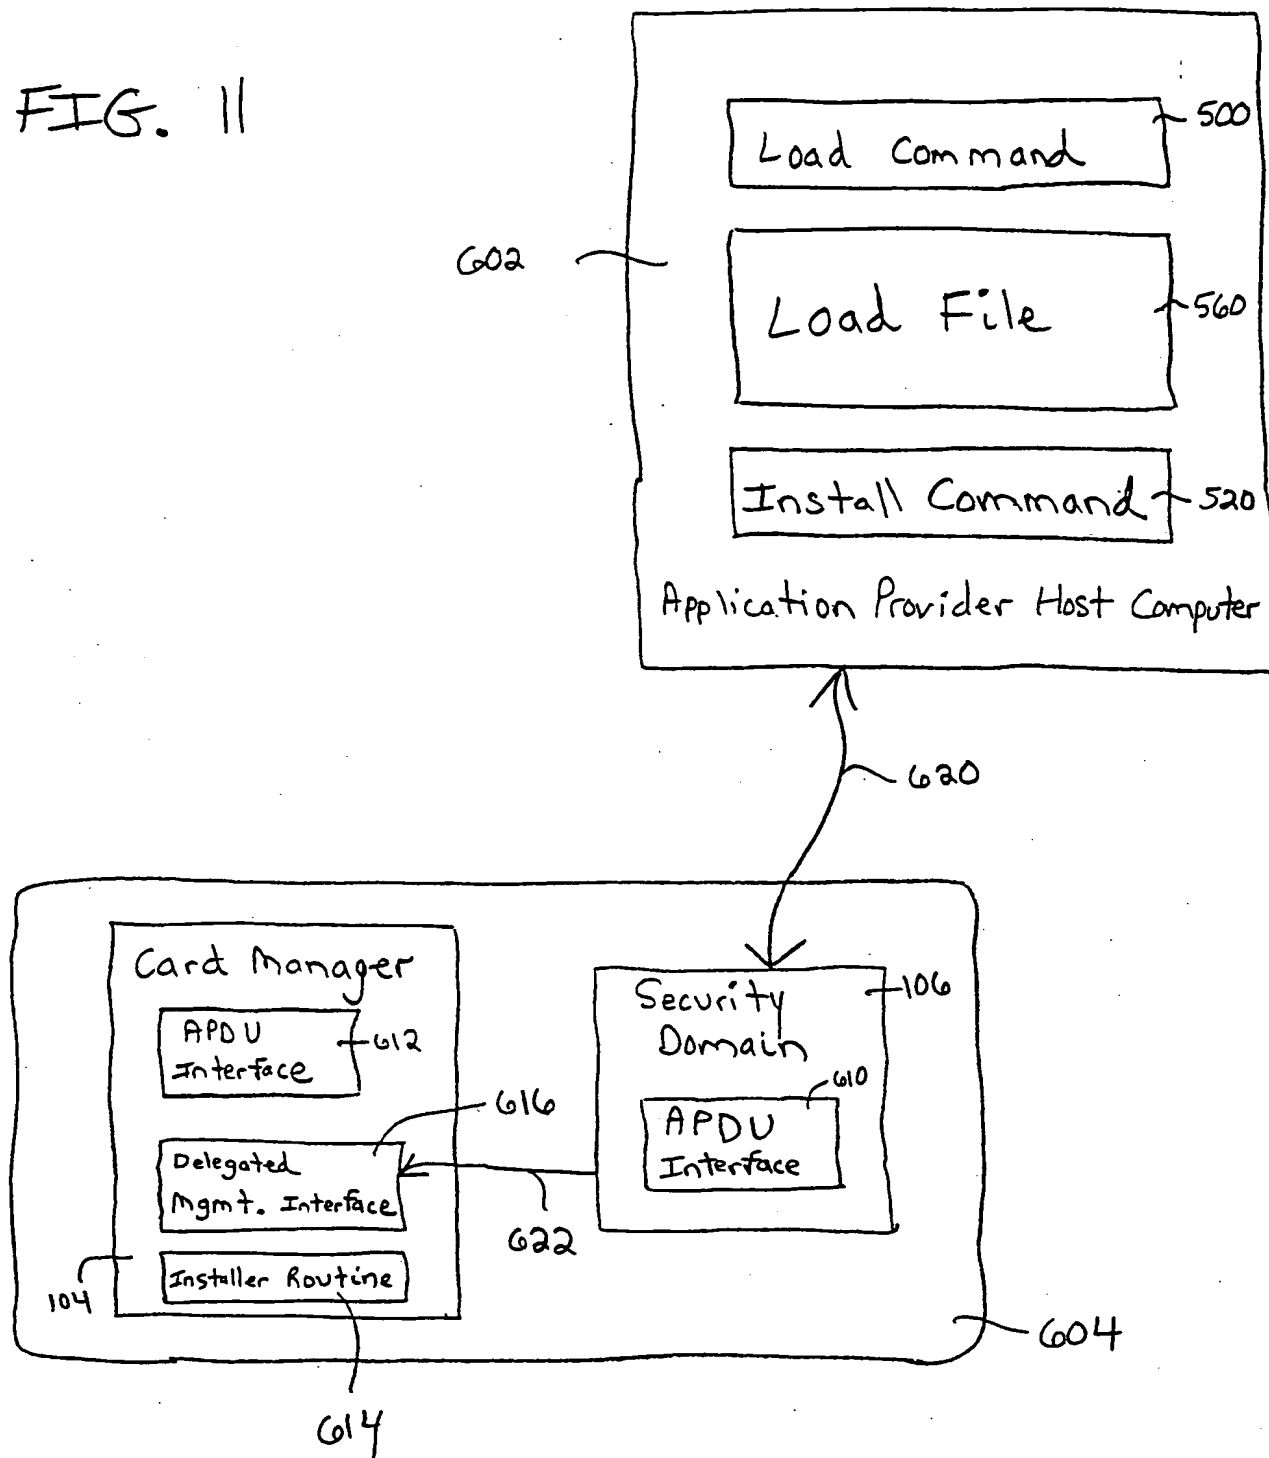 FIG. 11
Load Command
500
602
Load File
560
Install Command
520
Application Provider Host Computer
620
Card Manager
APDU
Interface
612
616
Delegated
Mgmt. Interface
622
Installer Routine
104
614
Security
Domain
106
610
APDU
Interface
604